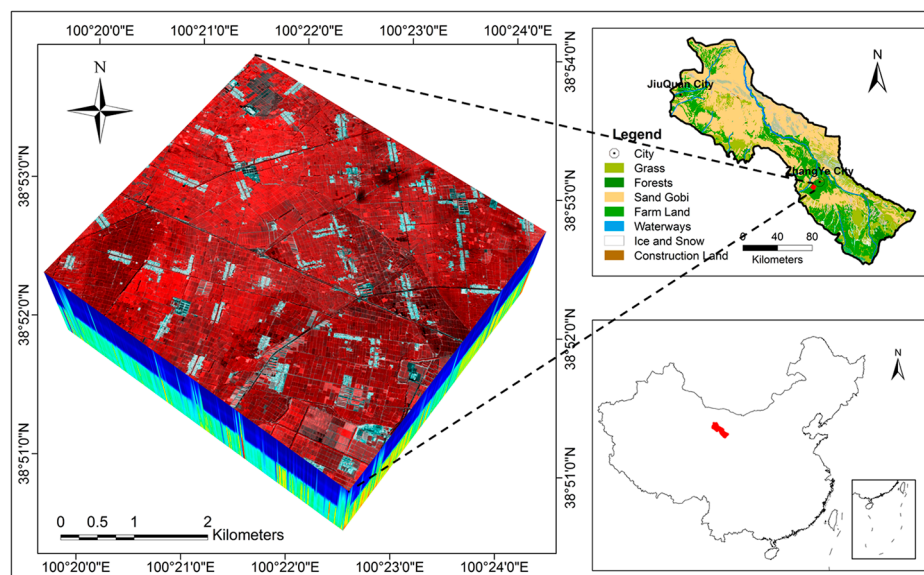 100°20'0"E 100°21'0"E 100°22'0"E 100°23'0"E 100°24'0"E
N
38°54'0"N
38°53'0"N
38°53'0"N
38°52'0"N
38°52'0"N
38°51'0"N
38°51'0"N
0 0.5 1 2
Kilometers
100°20'0"E 100°21'0"E 100°22'0"E 100°23'0"E 100°24'0"E
N
JiuQuan City
ZhangYe City
Legend
City
Grass
Forests
Sand Gobi
Farm Land
Waterways
Ice and Snow
Construction Land
0 40 80
Kilometers
N